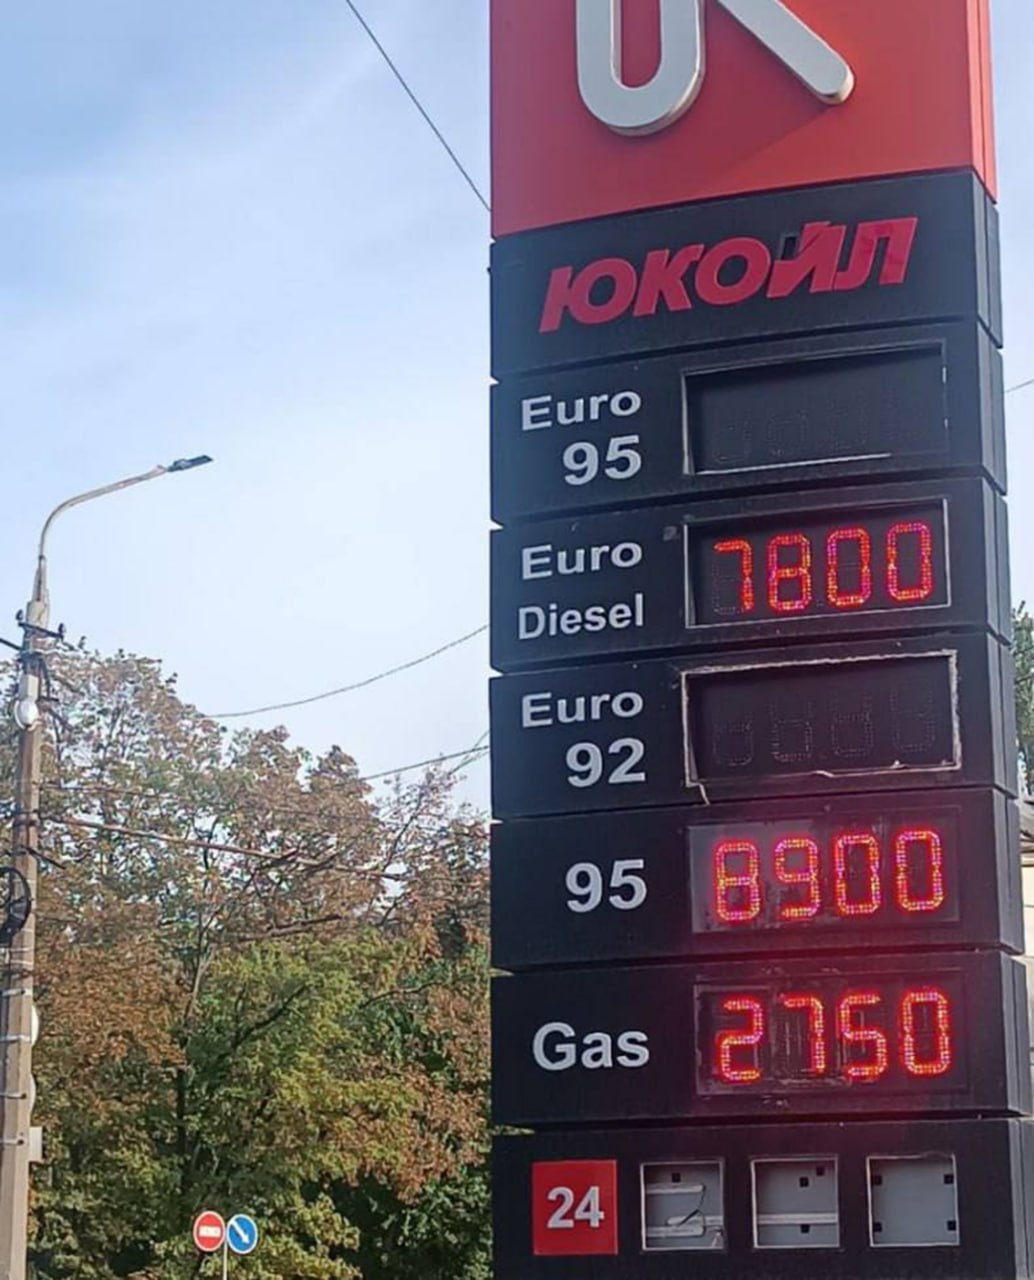 ЮКОЙЛ
Euro
95
Euro 7800
Diesel
Euro
92
95 8900
Gas 2750
24